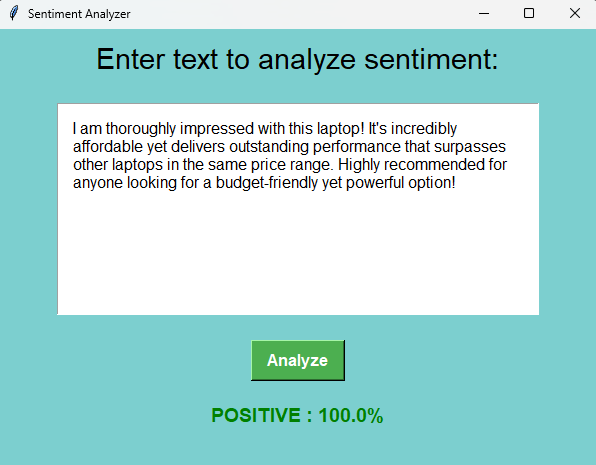 Sentiment Analyzer
Enter text to analyze sentiment:
I am thoroughly impressed with this laptop! It's incredibly
affordable yet delivers outstanding performance that surpasses
other laptops in the same price range. Highly recommended for
anyone looking for a budget-friendly yet powerful option!
Analyze
POSITIVE : 100.0%